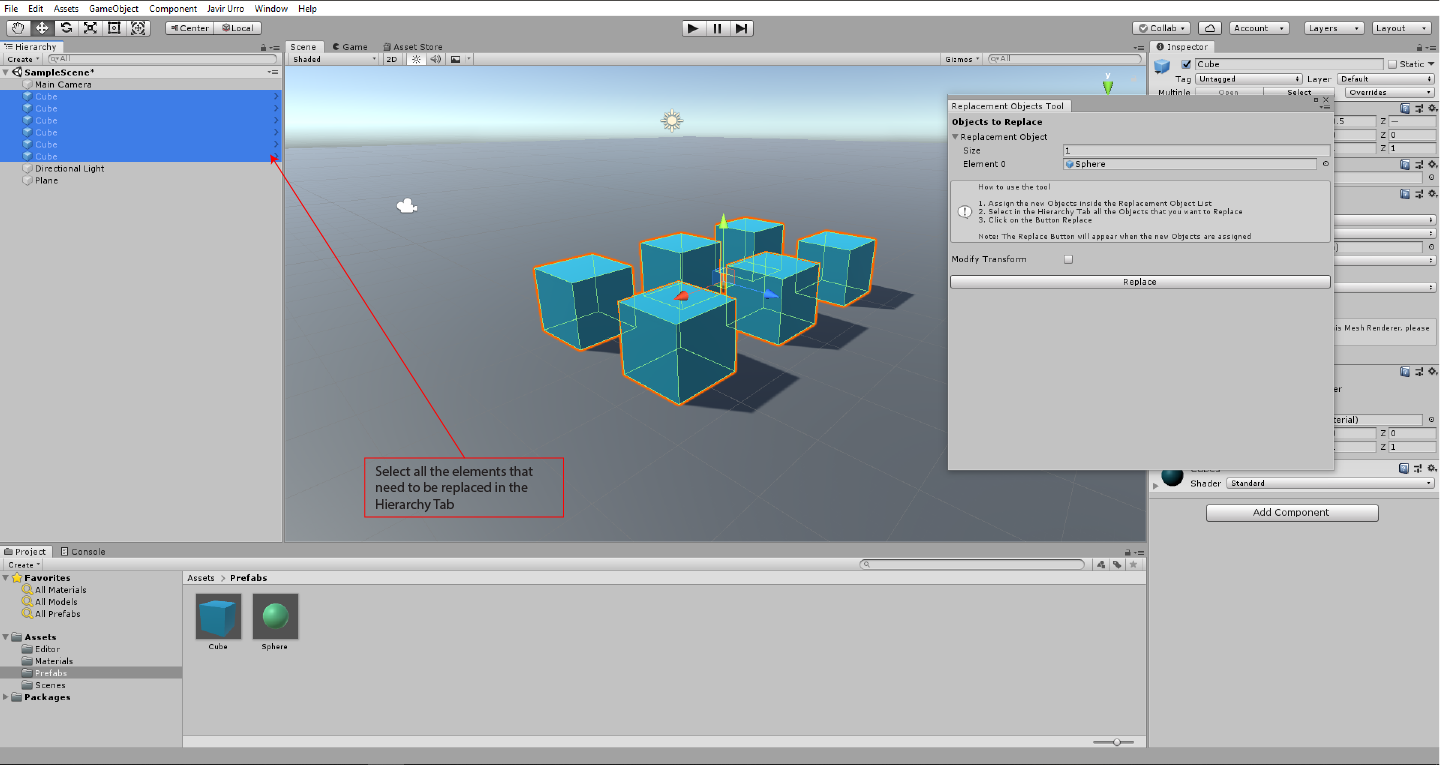 File Edit Assets GameObject Component Javir Urro Window Help
Center Local
Collab Account Layers Layout
Hierarchy
Create All
SampleScene*
Main Camera
Cube
Cube
Cube
Cube
Cube
Cube
Directional Light
Plane
Scene Game Asset Store
Shaded 2D Gizmos All
y
Select all the elements that
need to be replaced in the
Hierarchy Tab
Replacement Objects Tool
Objects to Replace
Replacement Object
Size 1
Element 0 Sphere
How to use the tool
1. Assign the new Objects inside the Replacement Object List
2. Select in the Hierarchy Tab all the Objects that you want to Replace
3. Click on the Button Replace
Note: The Replace Button will appear when the new Objects are assigned
Modify Transform
Replace
Inspector
Cube Static
Tag Untagged Layer Default
Multiple Open Select Overrides
.5 Z —
Z 0
Z 1
is Mesh Renderer, please
er
terial)
Z 0
Z 1
Shader Standard
Add Component
Project Console
Create
Favorites
All Materials
All Models
All Prefabs
Assets
Editor
Materials
Prefabs
Scenes
Packages
Assets > Prefabs
Cube Sphere